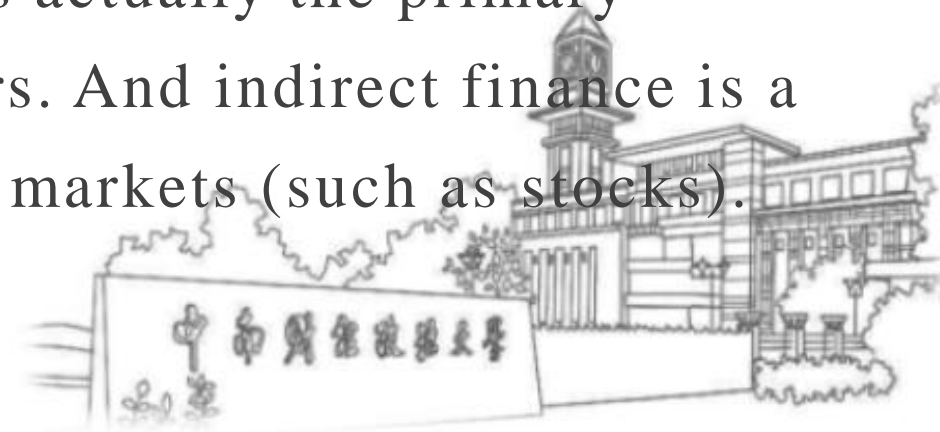 actually the primary
rs. And indirect finance is a
markets (such as stocks).
中南财经政法大学